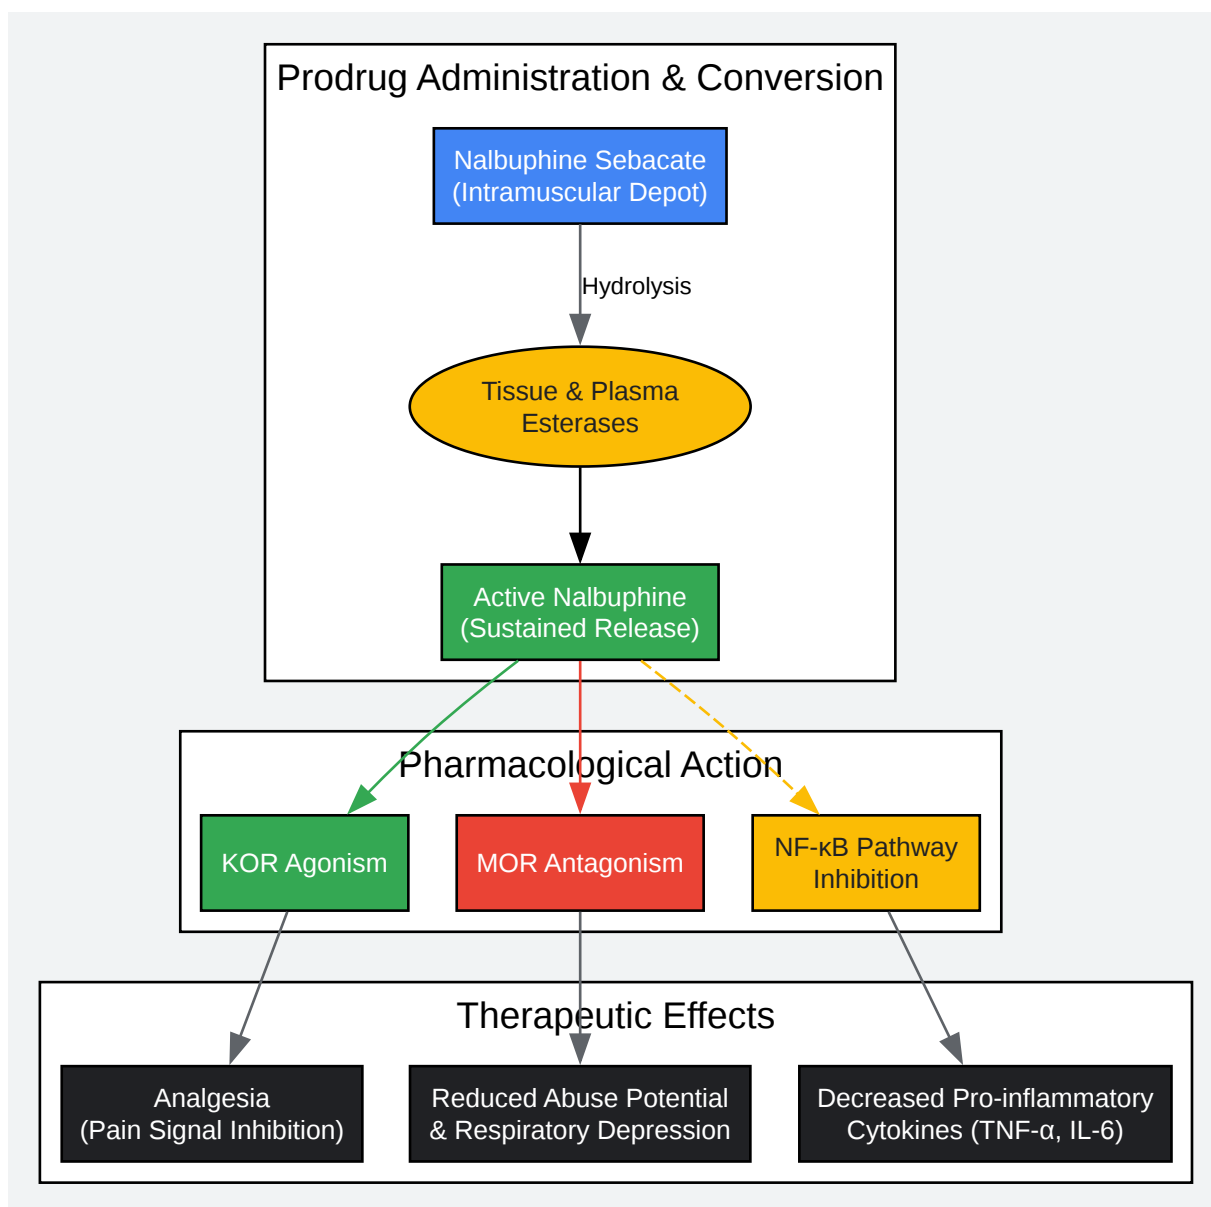 Prodrug Administration & Conversion
Nalbuphine Sebacate
(Intramuscular Depot)
Hydrolysis
Tissue & Plasma
Esterases
Active Nalbuphine
(Sustained Release)
Pharmacological Action
KOR Agonism
MOR Antagonism
NF-κB Pathway
Inhibition
Therapeutic Effects
Analgesia
(Pain Signal Inhibition)
Reduced Abuse Potential
& Respiratory Depression
Decreased Pro-inflammatory
Cytokines (TNF-α, IL-6)